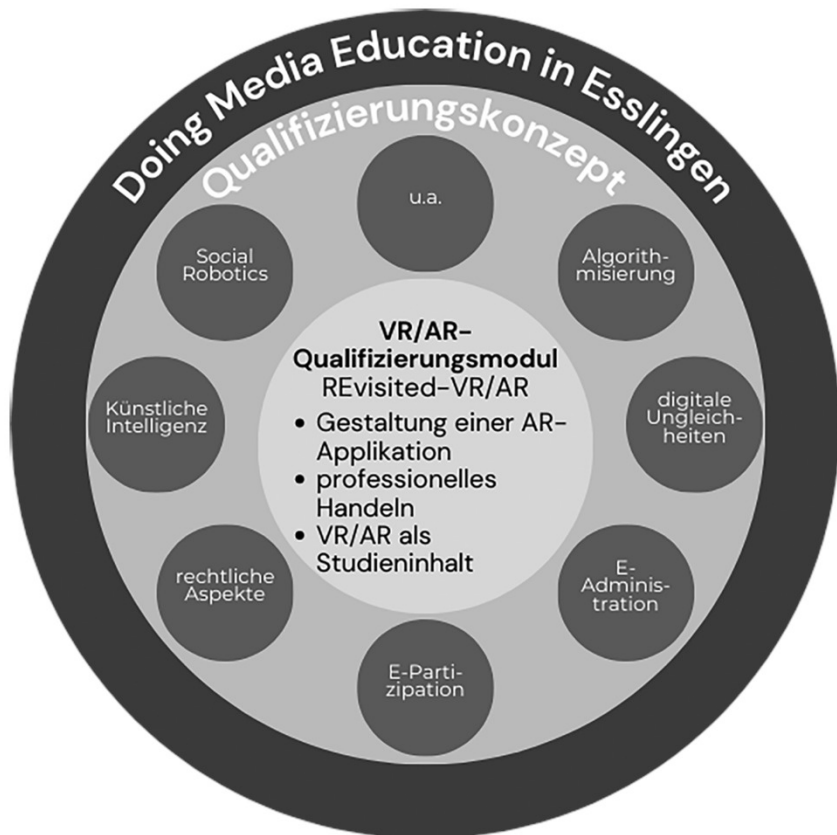 Doing Media Education in Esslingen
Qualifizierungskonzept
u.a.
Algorith-
misierung
digitale
Ungleich-
heiten
E-
Adminis-
tration
E-Parti-
zipation
rechtliche
Aspekte
Künstliche
Intelligenz
Social
Robotics
VR/AR-
Qualifizierungsmodul
REvisited-VR/AR
• Gestaltung einer AR-
Applikation
• professionelles
Handeln
• VR/AR als
Studieninhalt